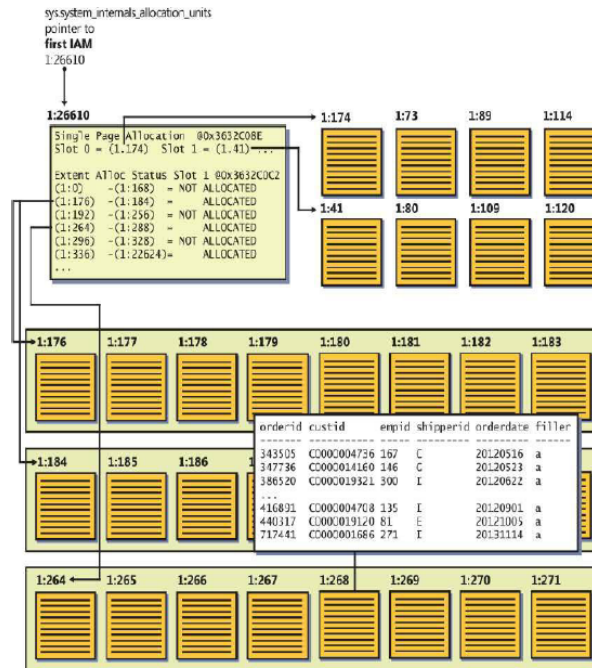 sys.system_internals_allocation_units
pointer to
first IAM
1:26610
1:26610
Single Page Allocation @0x3632C08E
Slot 0 = (1.174) Slot 1 = (1.41) ...
Extent Alloc Status Slot 1 @0x3632C0C2
(1:0) -(1:168) = NOT ALLOCATED
(1:176) -(1:184) = ALLOCATED
(1:192) -(1:256) = NOT ALLOCATED
(1:264) -(1:288) = ALLOCATED
(1:296) -(1:328) = NOT ALLOCATED
(1:336) -(1:22624)= ALLOCATED
...
1:174 1:73 1:89 1:114
1:41 1:80 1:109 1:120
1:176 1:177 1:178 1:179 1:180 1:181 1:182 1:183
orderid custid empid shipperid orderdate filler
------- ----------- ----- --------- --------- ------
343505 C0000004736 167 C 20120516 a
347736 C0000014160 146 G 20120523 a
386520 C0000019321 300 I 20120622 a
...
416891 C0000004708 135 I 20120901 a
440317 C0000019120 81 E 20121005 a
717441 C0000001686 271 I 20131114 a
1:184 1:185 1:186
1:264 1:265 1:266 1:267 1:268 1:269 1:270 1:271